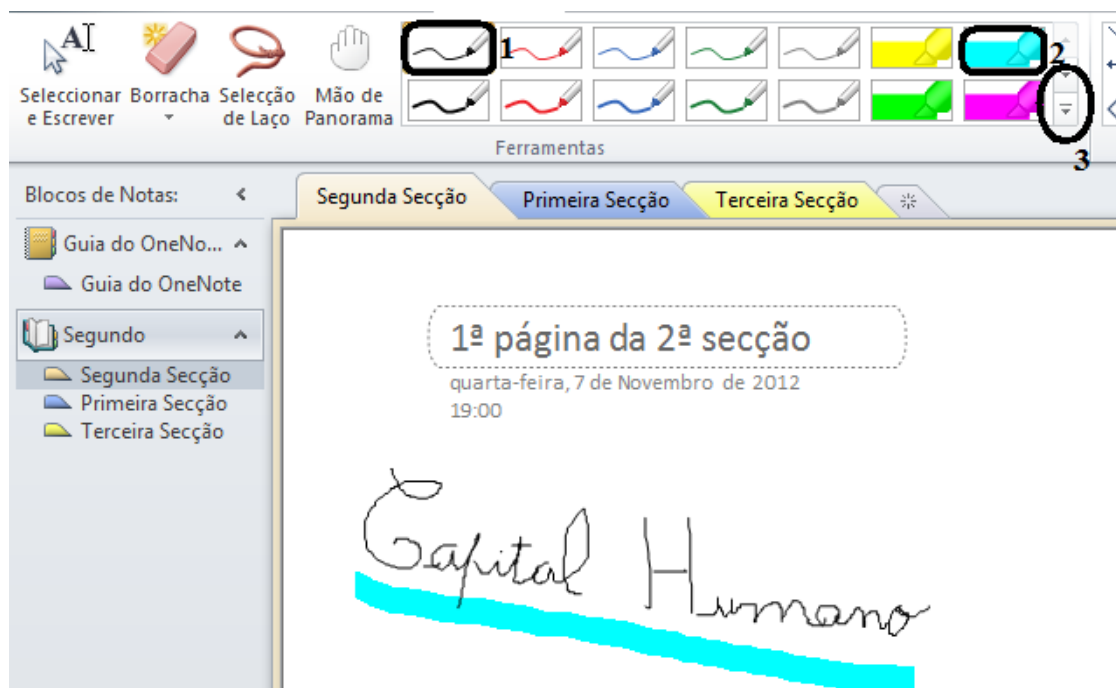 AI
Seleccionar e Escrever
Borracha
Selecção de Laço
Mão de Panorama
1
2
3
Ferramentas
Blocos de Notas:
Segunda Secção
Primeira Secção
Terceira Secção
Guia do OneNo...
Guia do OneNote
Segundo
Segunda Secção
Primeira Secção
Terceira Secção
1ª página da 2ª secção
quarta-feira, 7 de Novembro de 2012
19:00
Capital Humano